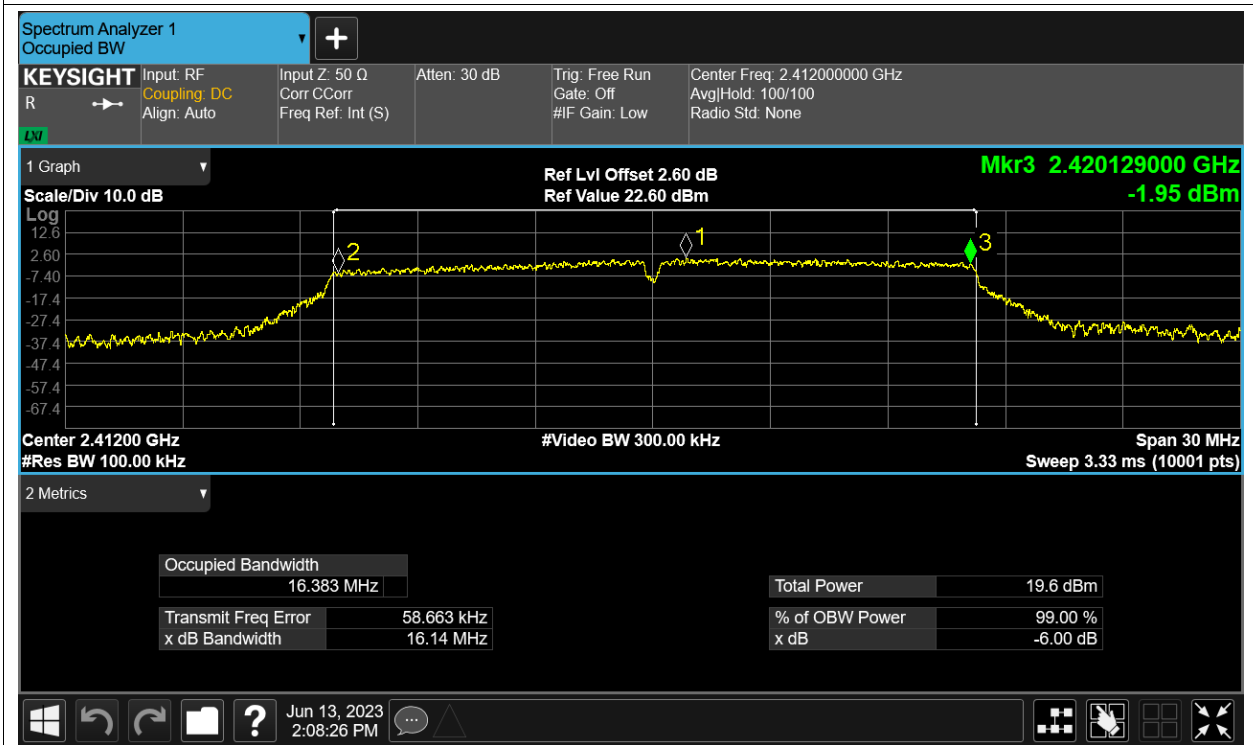 Spectrum Analyzer 1
Occupied BW
▼
+
KEYSIGHT
R
LXI
Input: RF
Coupling: DC
Align: Auto
Input Z: 50 Ω
Corr CCorr
Freq Ref: Int (S)
Atten: 30 dB
Trig: Free Run
Gate: Off
#IF Gain: Low
Center Freq: 2.412000000 GHz
Avg|Hold: 100/100
Radio Std: None
1 Graph
Scale/Div 10.0 dB
Ref Lvl Offset 2.60 dB
Ref Value 22.60 dBm
Mkr3 2.420129000 GHz
-1.95 dBm
Log
12.6
2.60
-7.40
-17.4
-27.4
-37.4
-47.4
-57.4
-67.4
2
1
3
Center 2.41200 GHz
#Res BW 100.00 kHz
#Video BW 300.00 kHz
Span 30 MHz
Sweep 3.33 ms (10001 pts)
2 Metrics
Occupied Bandwidth
16.383 MHz
Transmit Freq Error 58.663 kHz
x dB Bandwidth 16.14 MHz
Total Power 19.6 dBm
% of OBW Power 99.00 %
x dB -6.00 dB
?
Jun 13, 2023
2:08:26 PM